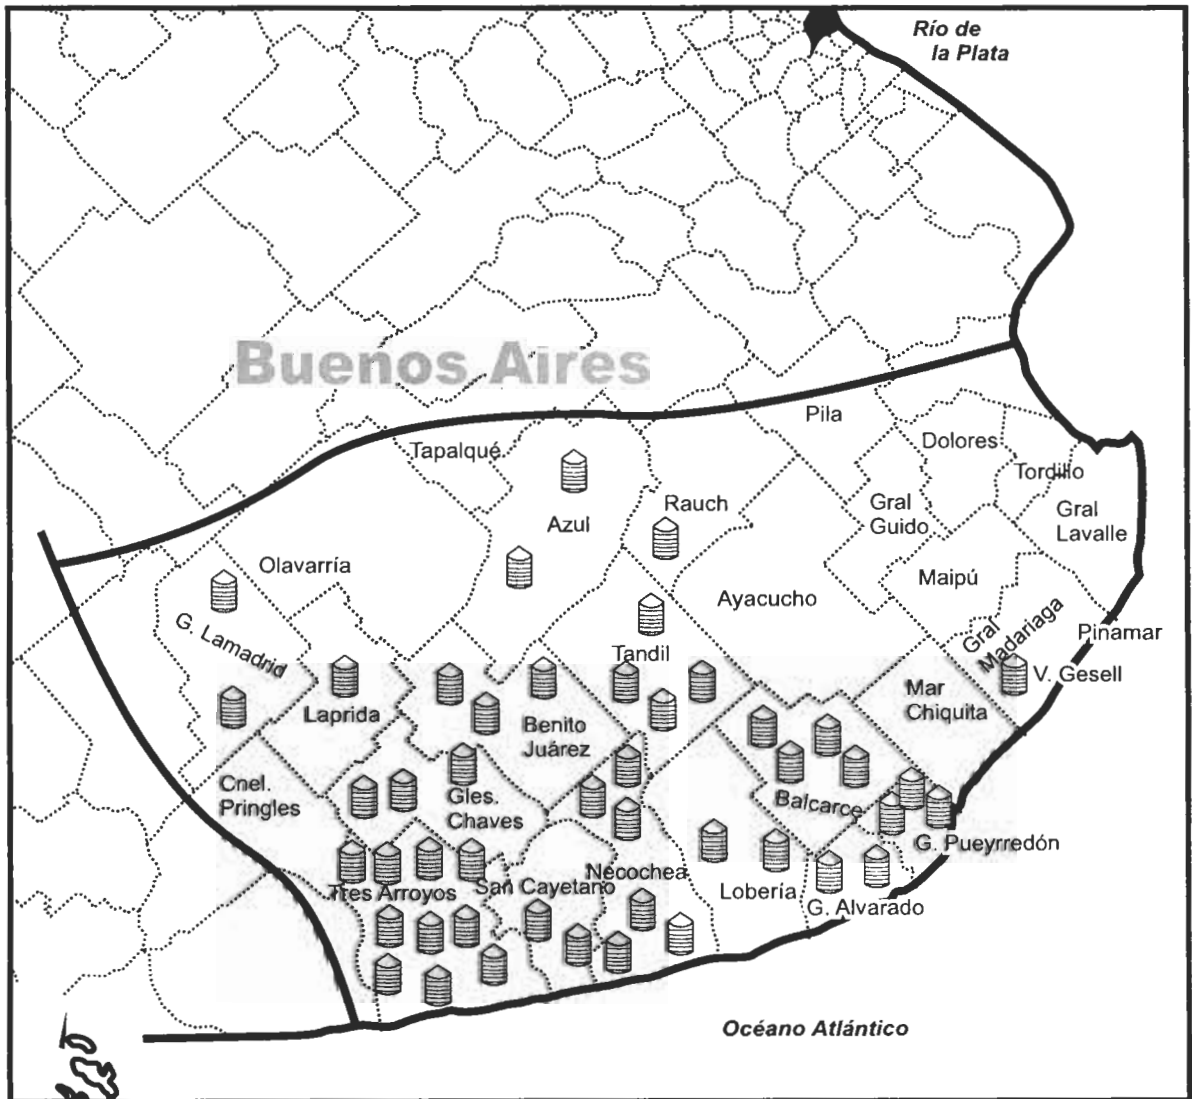 Río de
la Plata
Buenos Aires
Pila
Tapalqué
Dolores
Tordillo
Rauch
Azul
Gral
Guido
Gral
Lavalle
Olavarría
Maipú
Ayacucho
G. Lamadrid
Gral
Madariaga
Pinamar
Tandil
V. Gesell
Mar
Chiquita
Laprida
Benito
Juárez
Cnel.
Pringles
Gles.
Chaves
Balcarce
G. Pueyrredón
Necochea
Tres Arroyos
San Cayetano
Lobería
G. Alvarado
Océano Atlántico